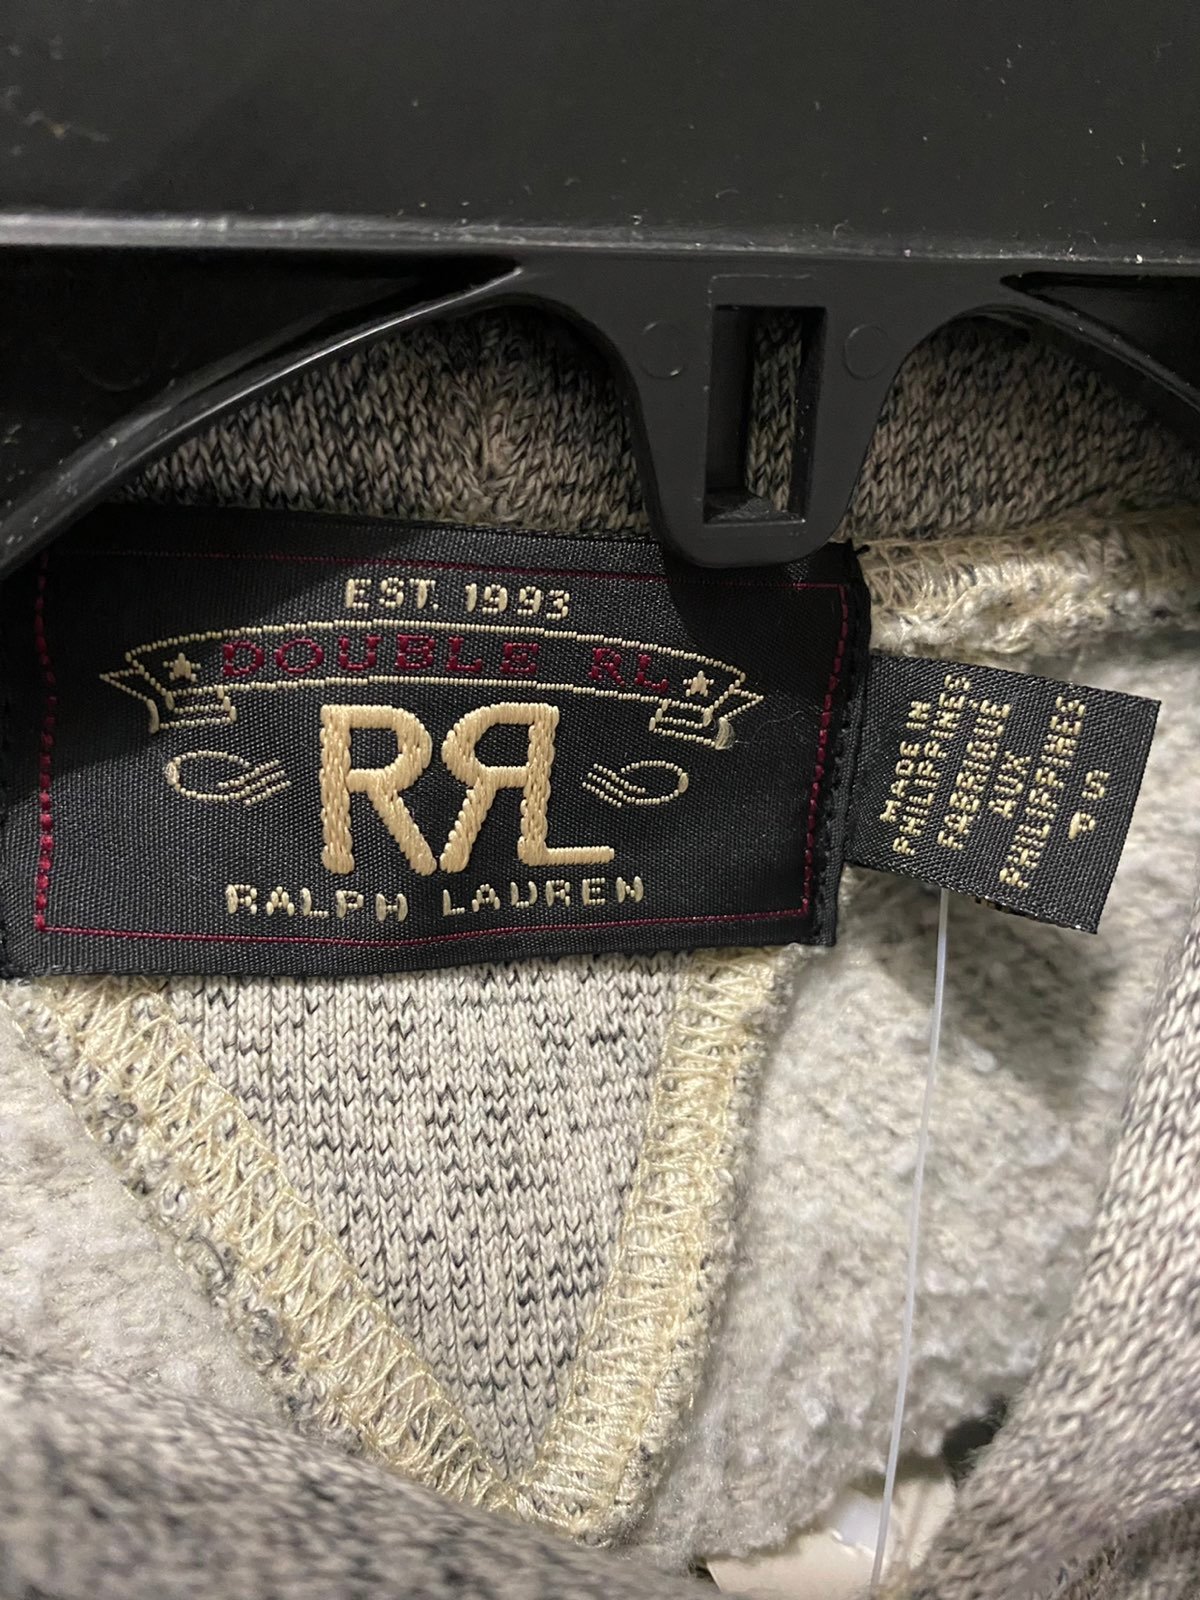 EST. 1993
DOUBLE RL
RRL
RALPH LAUREN
MADE IN
PHILIPPINES
FABRIQUÉ
AUX
PHILIPPINES